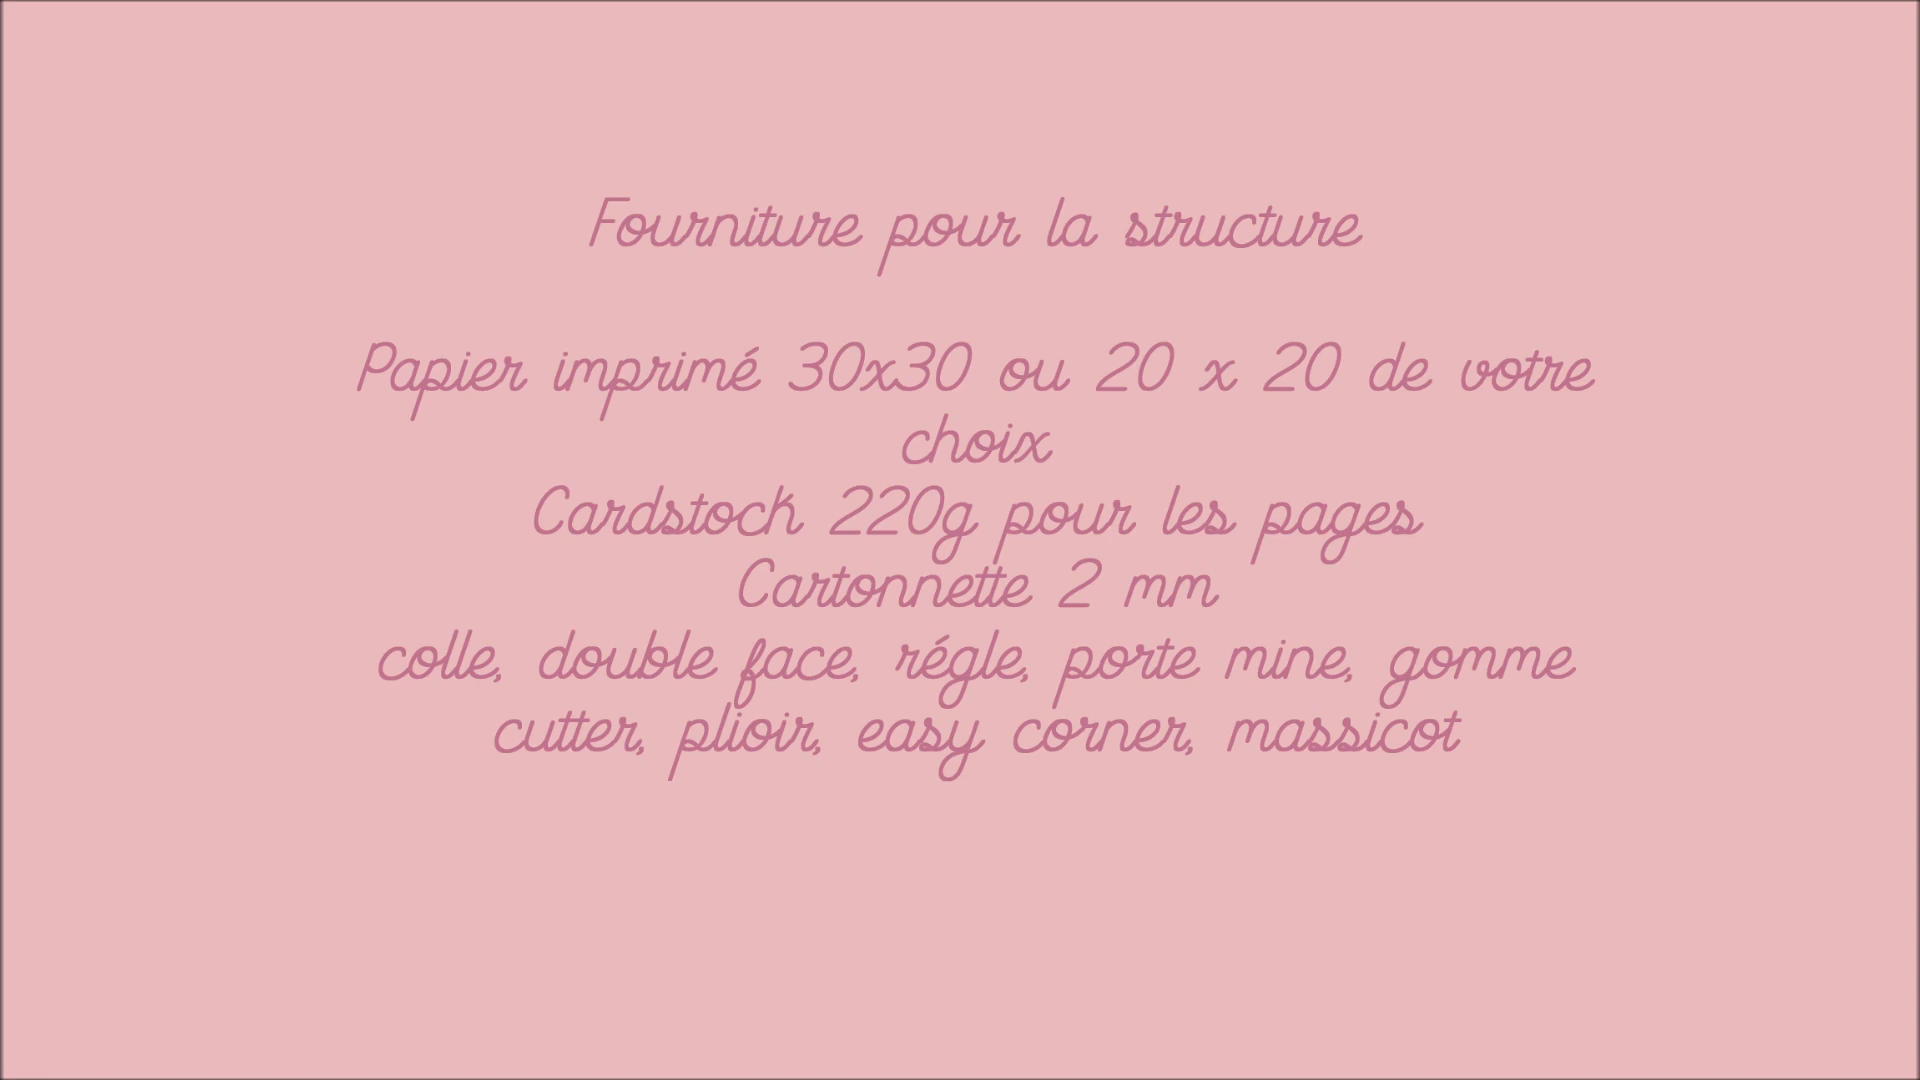 Fourniture pour la structure
Papier imprimé 30x30 ou 20 x 20 de votre
choix
Cardstock 220g pour les pages
Cartonnette 2 mm
colle, double face, régle, porte mine, gomme
cutter, plioir, easy corner, massicot